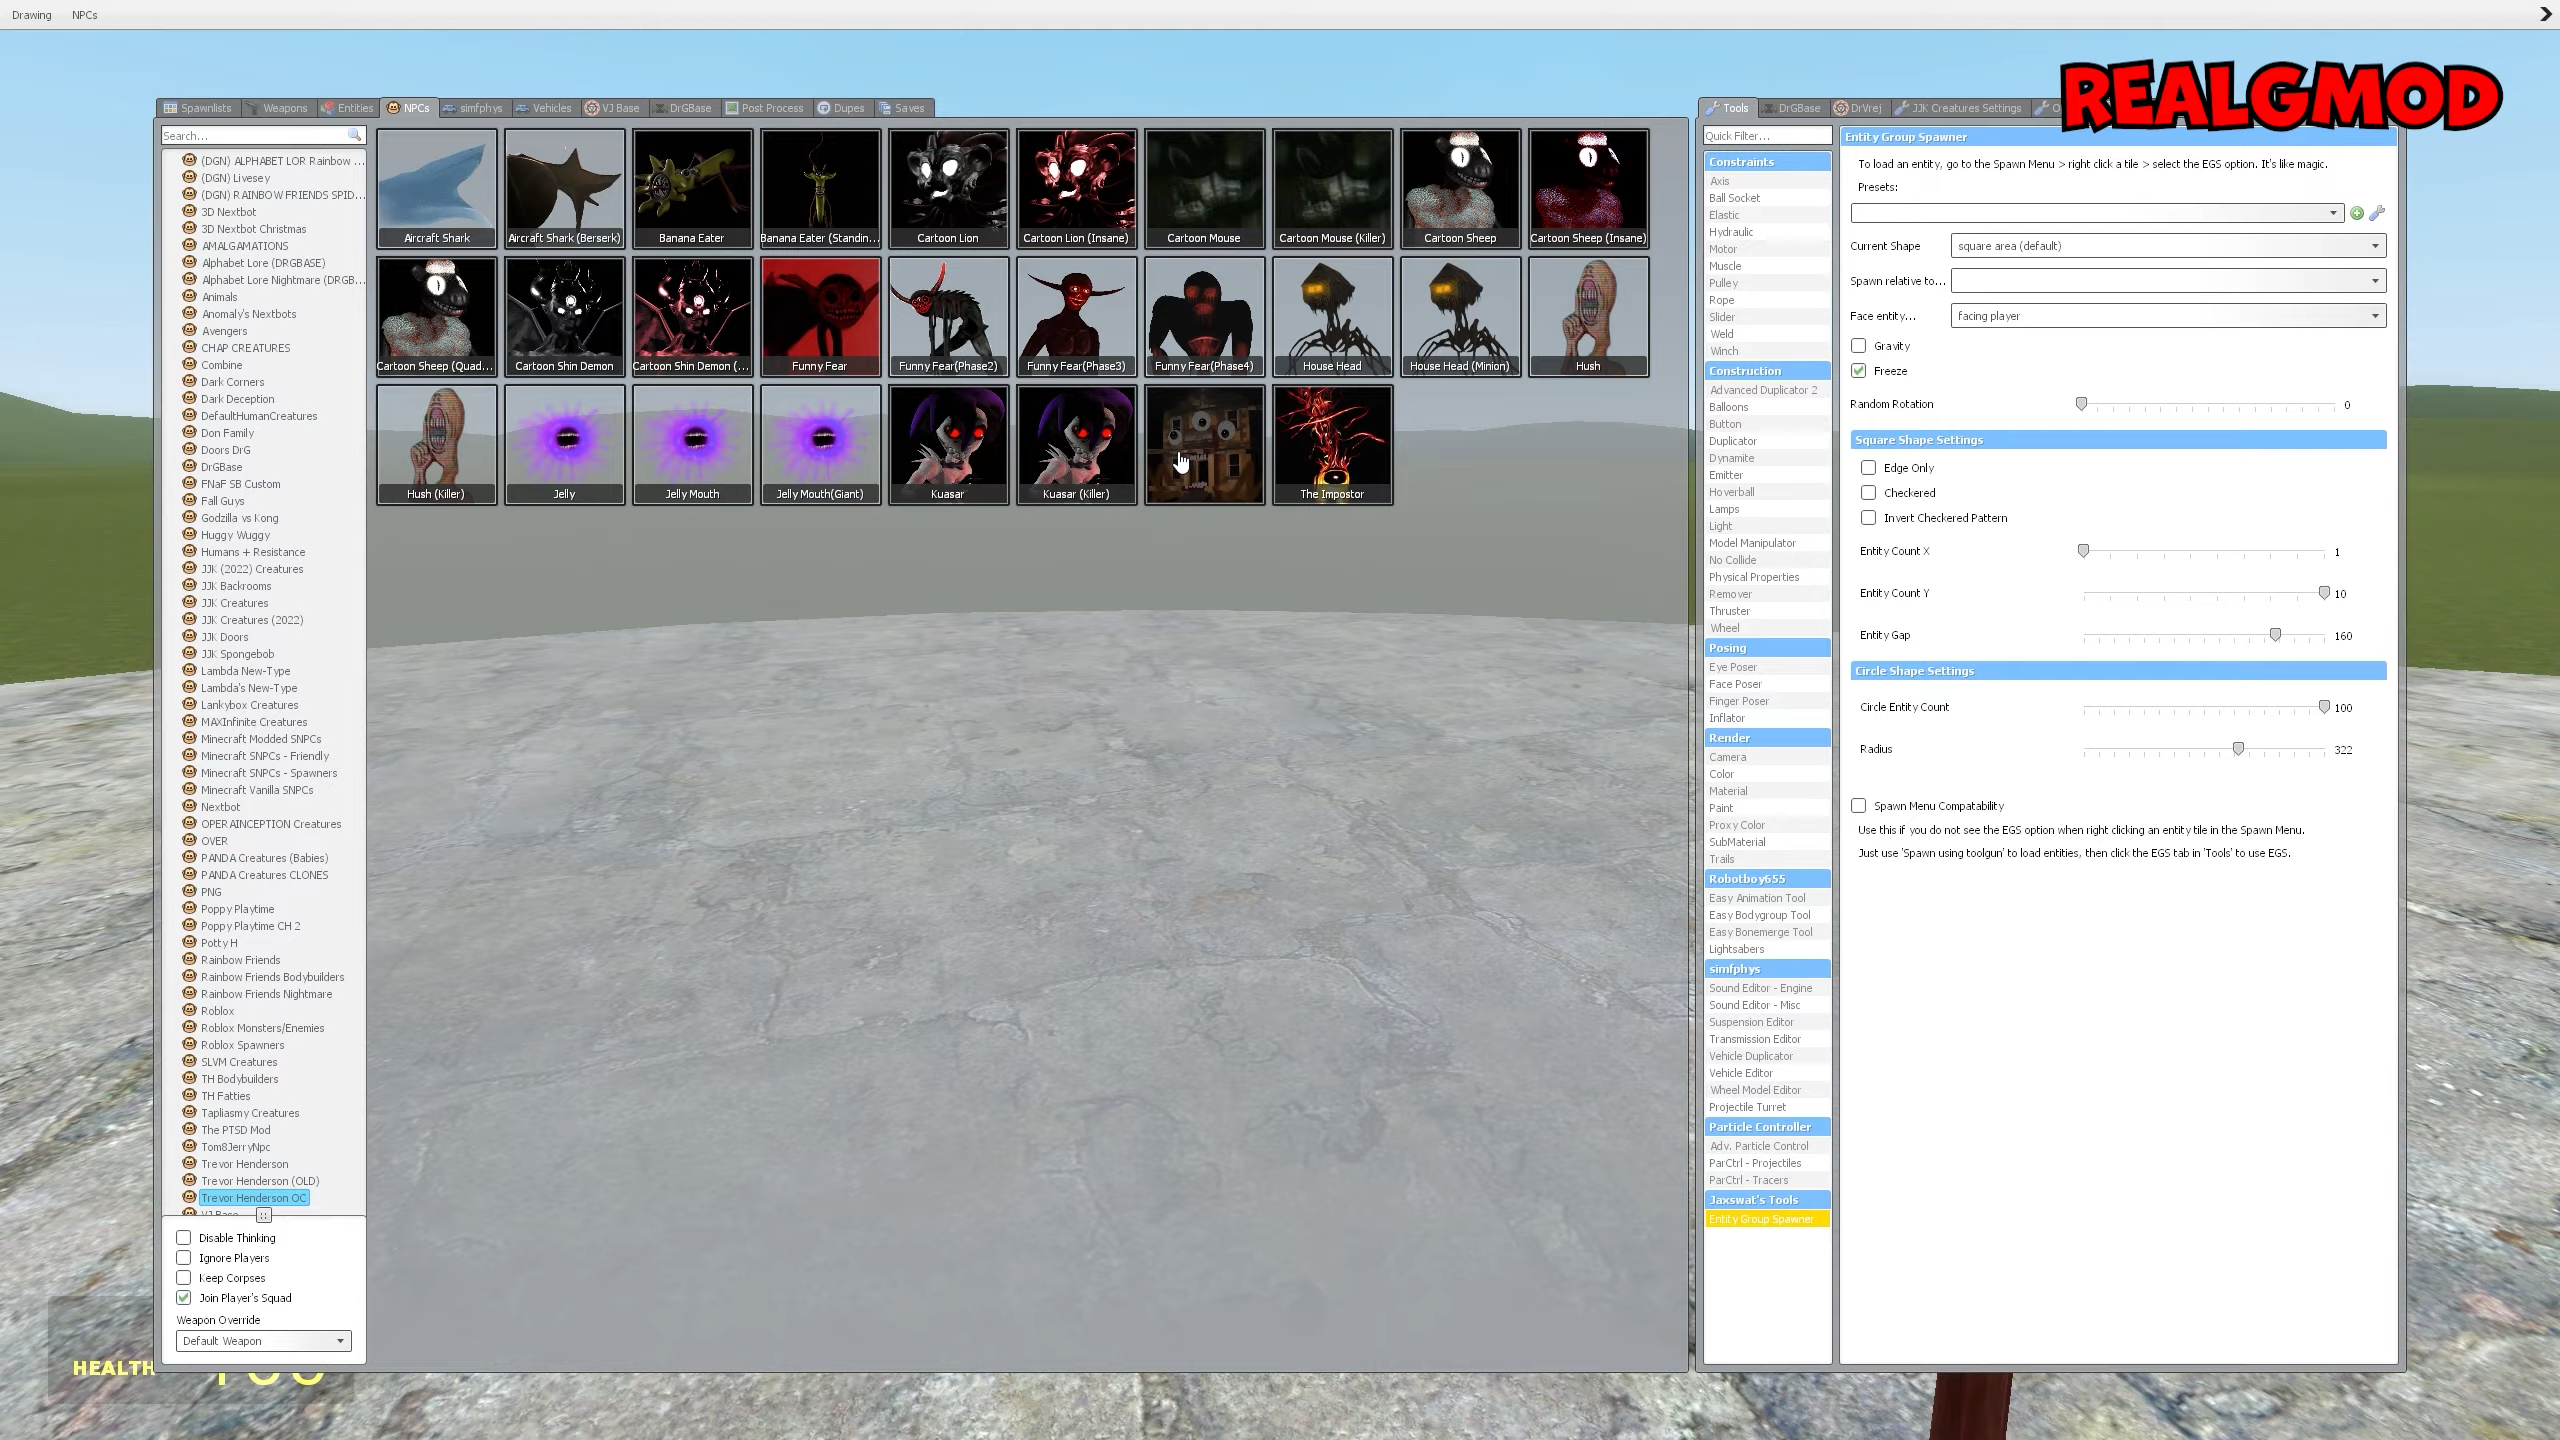 Drawing NPCs
REALGMOD
Spawnlists Weapons Entities NPCs simfphys Vehicles VJ Base DrGBase Post Process Dupes Saves
Search...
(DGN) ALPHABET LOR Rainbow ...
(DGN) Livesey
(DGN) RAINBOW FRIENDS SPID...
3D Nextbot
3D Nextbot Christmas
AMALGAMATIONS
Alphabet Lore (DRGBASE)
Alphabet Lore Nightmare (DRGB...
Animals
Anomaly's Nextbots
Avengers
CHAP CREATURES
Combine
Dark Corners
Dark Deception
DefaultHumanCreatures
Don Family
Doors DrG
DrGBase
FNaF SB Custom
Fall Guys
Godzilla vs Kong
Huggy Wuggy
Humans + Resistance
JJK (2022) Creatures
JJK Backrooms
JJK Creatures
JJK Creatures (2022)
JJK Doors
JJK Spongebob
Lambda New-Type
Lambda's New-Type
Lankybox Creatures
MAXInfinite Creatures
Minecraft Modded SNPCs
Minecraft SNPCs - Friendly
Minecraft SNPCs - Spawners
Minecraft Vanilla SNPCs
Nextbot
OPERAINCEPTION Creatures
OVER
PANDA Creatures (Babies)
PANDA Creatures CLONES
PNG
Poppy Playtime
Poppy Playtime CH 2
Potty H
Rainbow Friends
Rainbow Friends Bodybuilders
Rainbow Friends Nightmare
Roblox
Roblox Monsters/Enemies
Roblox Spawners
SLVM Creatures
TH Bodybuilders
TH Fatties
Tapliasmy Creatures
The PTSD Mod
Tom8JerryNpc
Trevor Henderson
Trevor Henderson (OLD)
Trevor Henderson OC
VJ Base
Disable Thinking
Ignore Players
Keep Corpses
Join Player's Squad
Weapon Override
Default Weapon
HEALTH 100
Aircraft Shark Aircraft Shark (Berserk) Banana Eater Banana Eater (Standin... Cartoon Lion Cartoon Lion (Insane) Cartoon Mouse Cartoon Mouse (Killer) Cartoon Sheep Cartoon Sheep (Insane)
Cartoon Sheep (Quad... Cartoon Shin Demon Cartoon Shin Demon (... Funny Fear Funny Fear(Phase2) Funny Fear(Phase3) Funny Fear(Phase4) House Head House Head (Minion) Hush
Hush (Killer) Jelly Jelly Mouth Jelly Mouth(Giant) Kuasar Kuasar (Killer) The Impostor
Tools DrGBase DrVrej JJK Creatures Settings
Quick Filter...
Constraints
Axis
Ball Socket
Elastic
Hydraulic
Motor
Muscle
Pulley
Rope
Slider
Weld
Winch
Construction
Advanced Duplicator 2
Balloons
Button
Duplicator
Dynamite
Emitter
Hoverball
Lamps
Light
Model Manipulator
No Collide
Physical Properties
Remover
Thruster
Wheel
Posing
Eye Poser
Face Poser
Finger Poser
Inflator
Render
Camera
Color
Material
Paint
Proxy Color
SubMaterial
Trails
Robotboy655
Easy Animation Tool
Easy Bodygroup Tool
Easy Bonemerge Tool
Lightsabers
simfphys
Sound Editor - Engine
Sound Editor - Misc
Suspension Editor
Transmission Editor
Vehicle Duplicator
Vehicle Editor
Wheel Model Editor
Projectile Turret
Particle Controller
Adv. Particle Control
ParCtrl - Projectiles
ParCtrl - Tracers
Jaxswat's Tools
Entity Group Spawner
Entity Group Spawner
To load an entity, go to the Spawn Menu > right click a tile > select the EGS option. It's like magic.
Presets:
Current Shape square area (default)
Spawn relative to...
Face entity... facing player
Gravity
Freeze
Random Rotation 0
Square Shape Settings
Edge Only
Checkered
Invert Checkered Pattern
Entity Count X 1
Entity Count Y 10
Entity Gap 160
Circle Shape Settings
Circle Entity Count 100
Radius 322
Spawn Menu Compatability
Use this if you do not see the EGS option when right clicking an entity tile in the Spawn Menu.
Just use 'Spawn using toolgun' to load entities, then click the EGS tab in 'Tools' to use EGS.